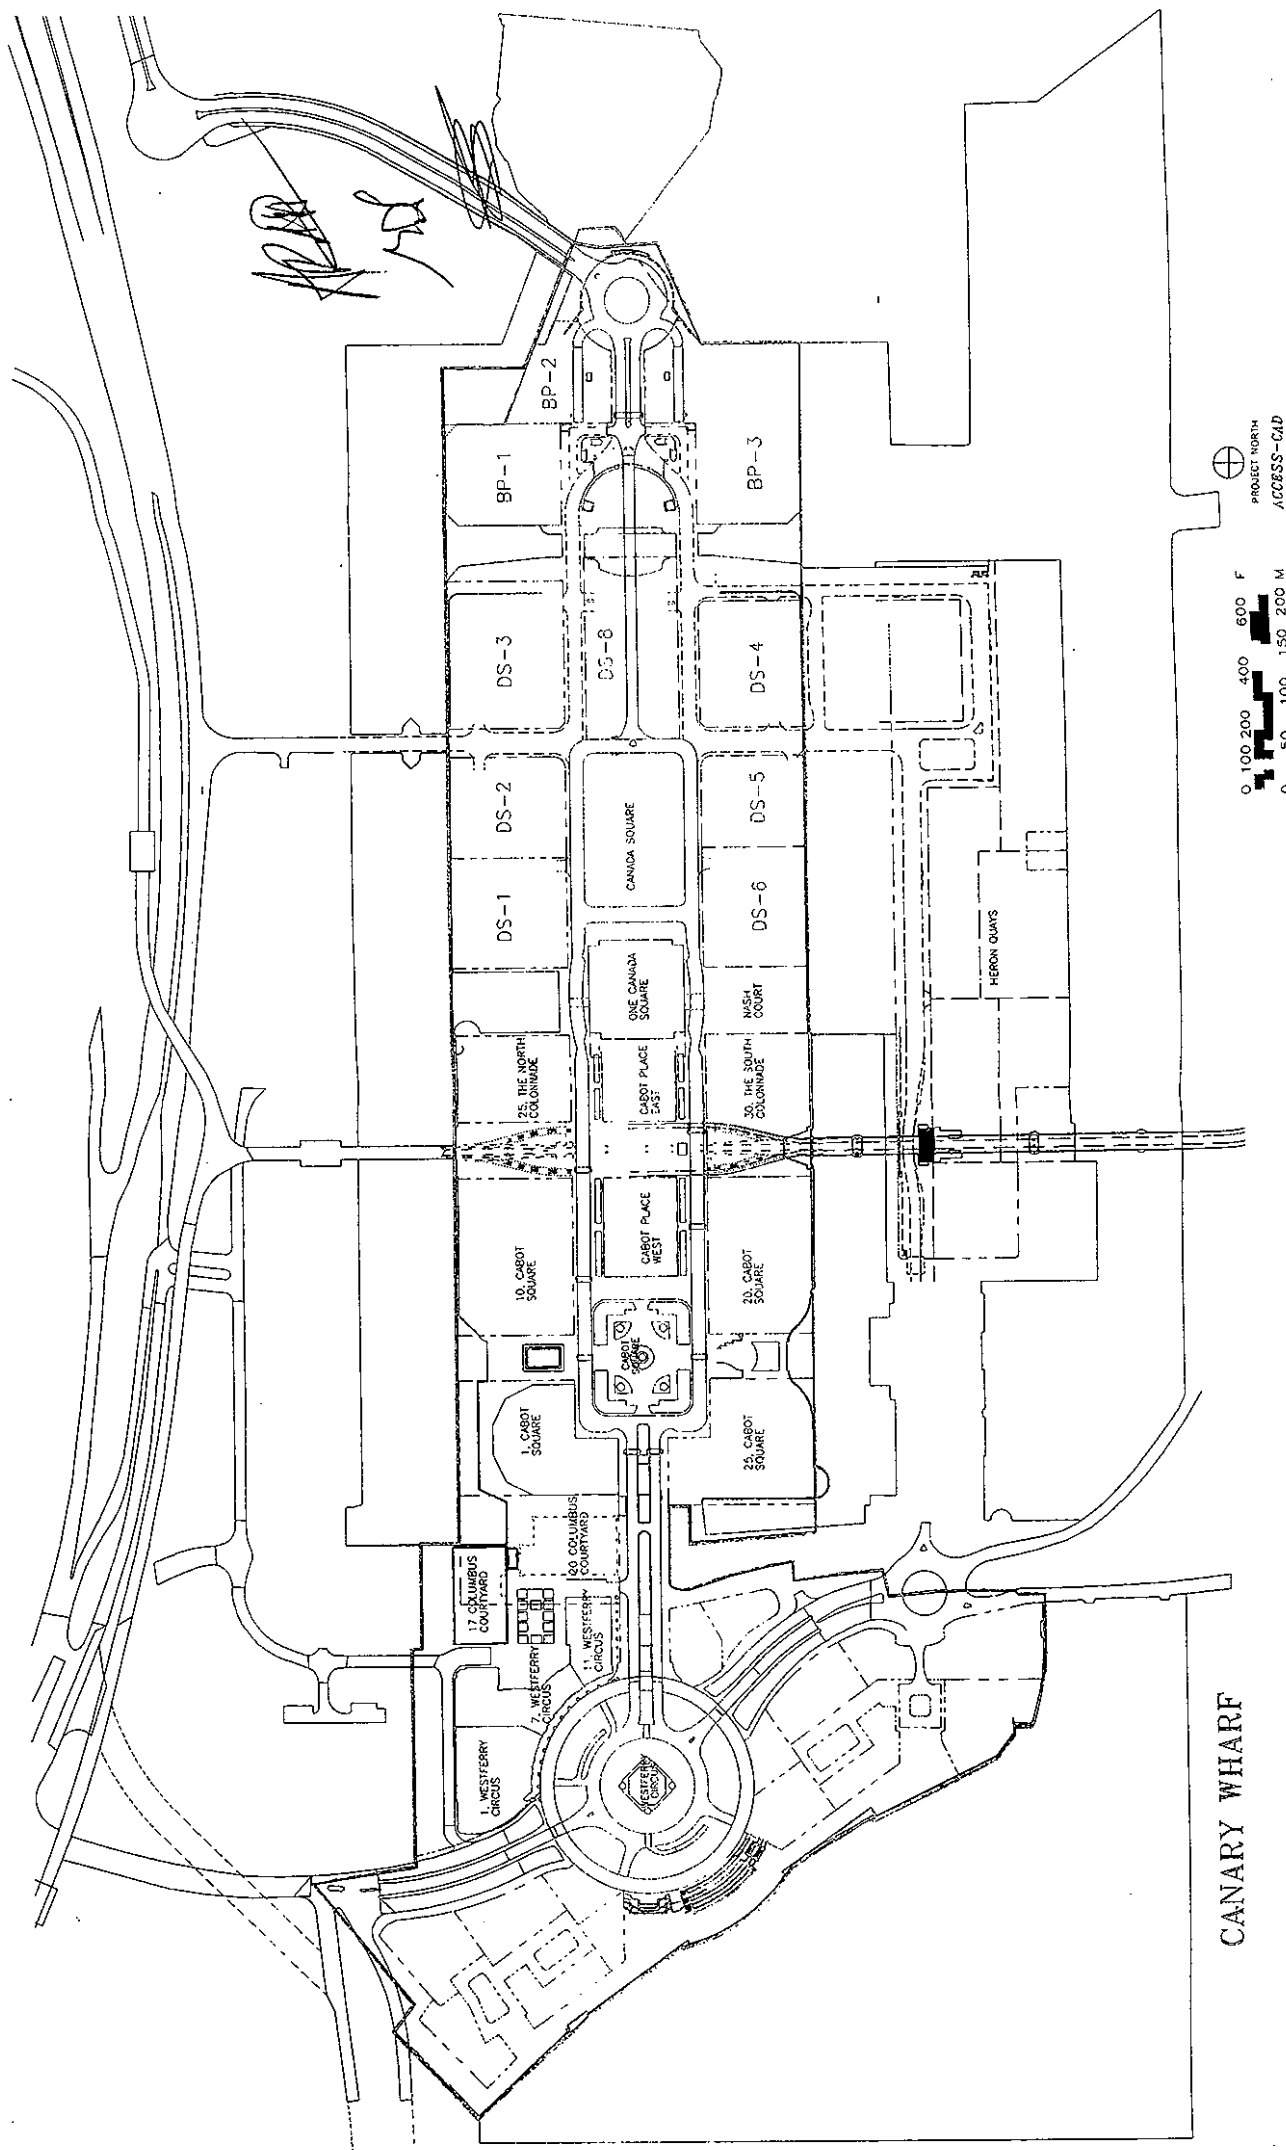 BP-2
BP-1
BP-3
DS-3
DS-8
DS-4
DS-2
CANADA SQUARE
DS-5
DS-1
DS-6
ONE CANADA
SQUARE
NASH
COURT
HERON QUAYS
25. THE NORTH
COLONNADE
CABOT PLACE
EAST
30. THE SOUTH
COLONNADE
10. CABOT
SQUARE
CABOT PLACE
WEST
20. CABOT
SQUARE
CABOT
SQUARE
1. CABOT
SQUARE
25. CABOT
SQUARE
17 COLUMBUS
COURTYARD
20 COLUMBUS
COURTYARD
11. WESTFERRY
CIRCUS
7. WESTFERRY
CIRCUS
1. WESTFERRY
CIRCUS
WESTFERRY
CIRCUS
CANARY WHARF
0 100 200 400 600 F
0 50 100 150 200 M
PROJECT NORTH
ACCESS-CAD